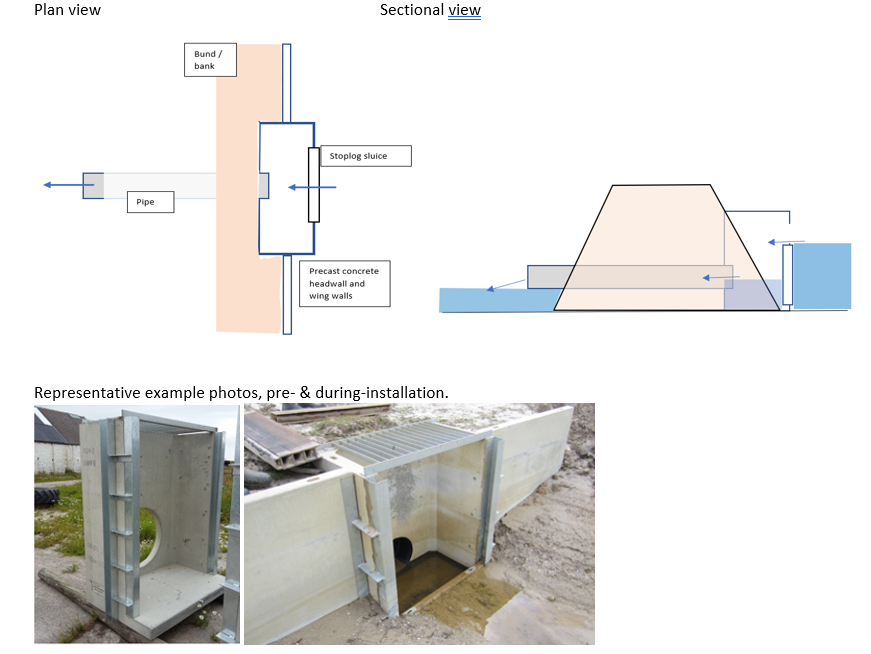 Plan view
Sectional view
Bund /
bank
Stoplog sluice
Pipe
Precast concrete
headwall and
wing walls
Representative example photos, pre- & during-installation.